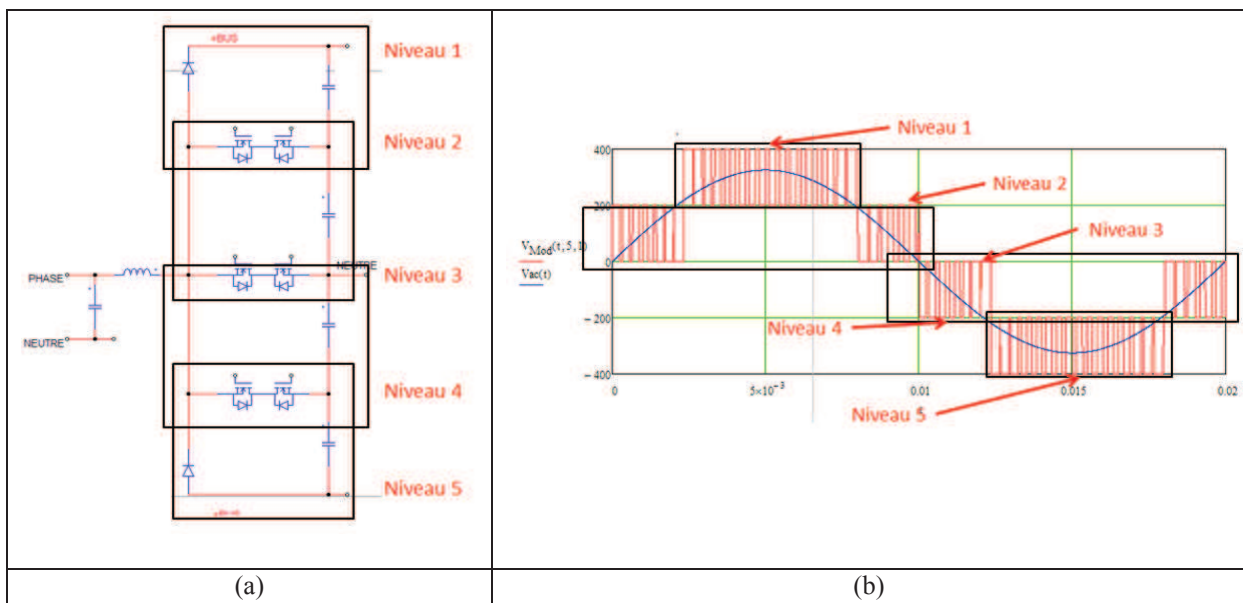 +BUS
Niveau 1
Niveau 2
PHASE
NEUTRE
Niveau 3
NEUTRE
Niveau 4
Niveau 5
Niveau 1
Niveau 2
Niveau 3
Niveau 4
Niveau 5
400
200
V_Mod(t, 5, 1)
0
Vac(t)
-200
-400
0
5×10⁻³
0.01
0.015
0.02
(a)
(b)